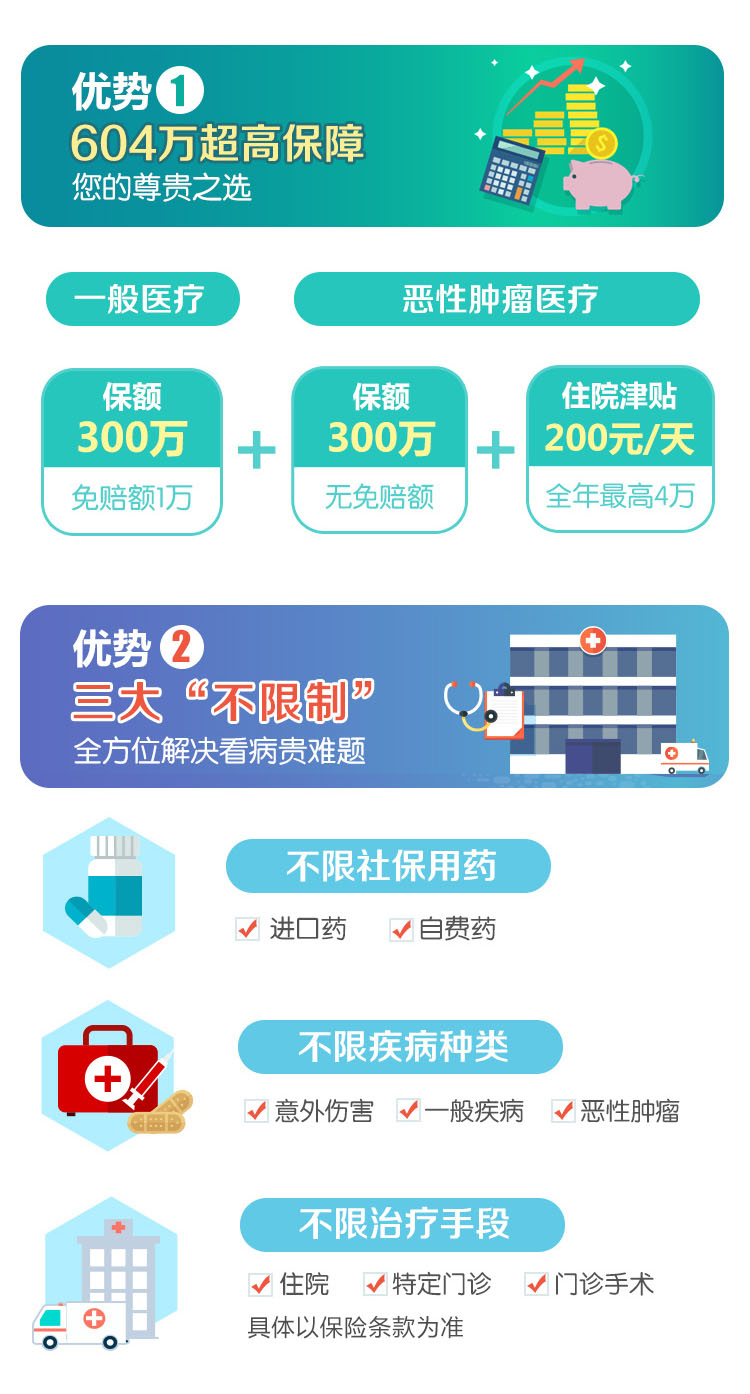 优势1
604万超高保障
您的尊贵之选
一般医疗
恶性肿瘤医疗
保额
300万
免赔额1万
+
保额
300万
无免赔额
+
住院津贴
200元/天
全年最高4万
优势2
三大“不限制”
全方位解决看病贵难题
不限社保用药
进口药 自费药
不限疾病种类
意外伤害 一般疾病 恶性肿瘤
不限治疗手段
住院 特定门诊 门诊手术
具体以保险条款为准